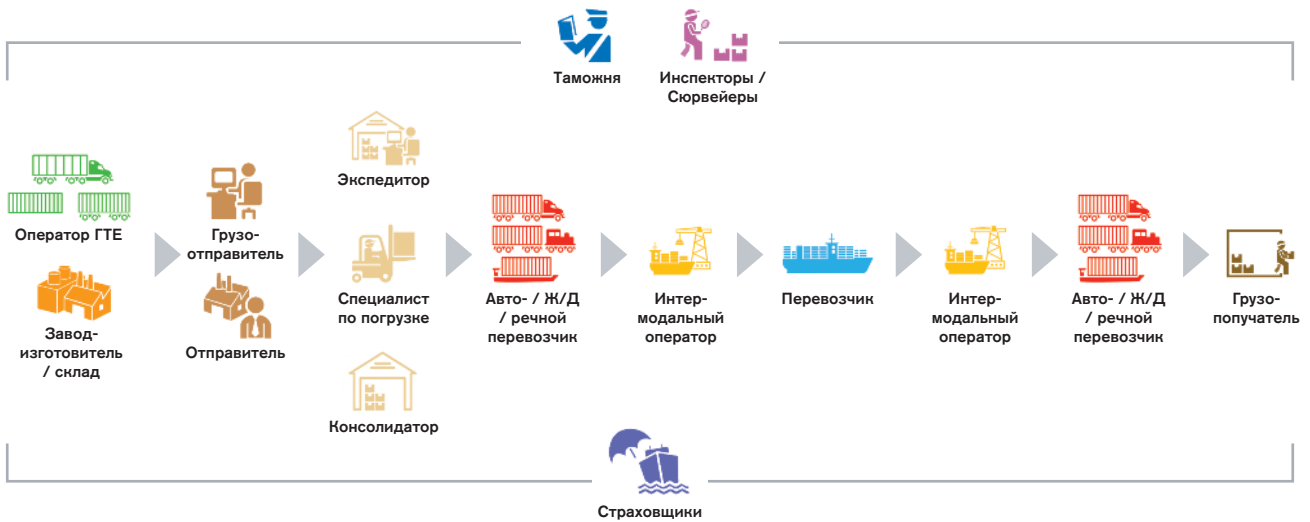 Таможня
Инспекторы /
Сюрвейеры
Оператор ГТЕ
Завод-
изготовитель
/ склад
Грузо-
отправитель
Отправитель
Экспедитор
Специалист
по погрузке
Консолидатор
Авто- / Ж/Д
/ речной
перевозчик
Интер-
модальный
оператор
Перевозчик
Интер-
модальный
оператор
Авто- / Ж/Д
/ речной
перевозчик
Грузо-
попучатель
Страховщики